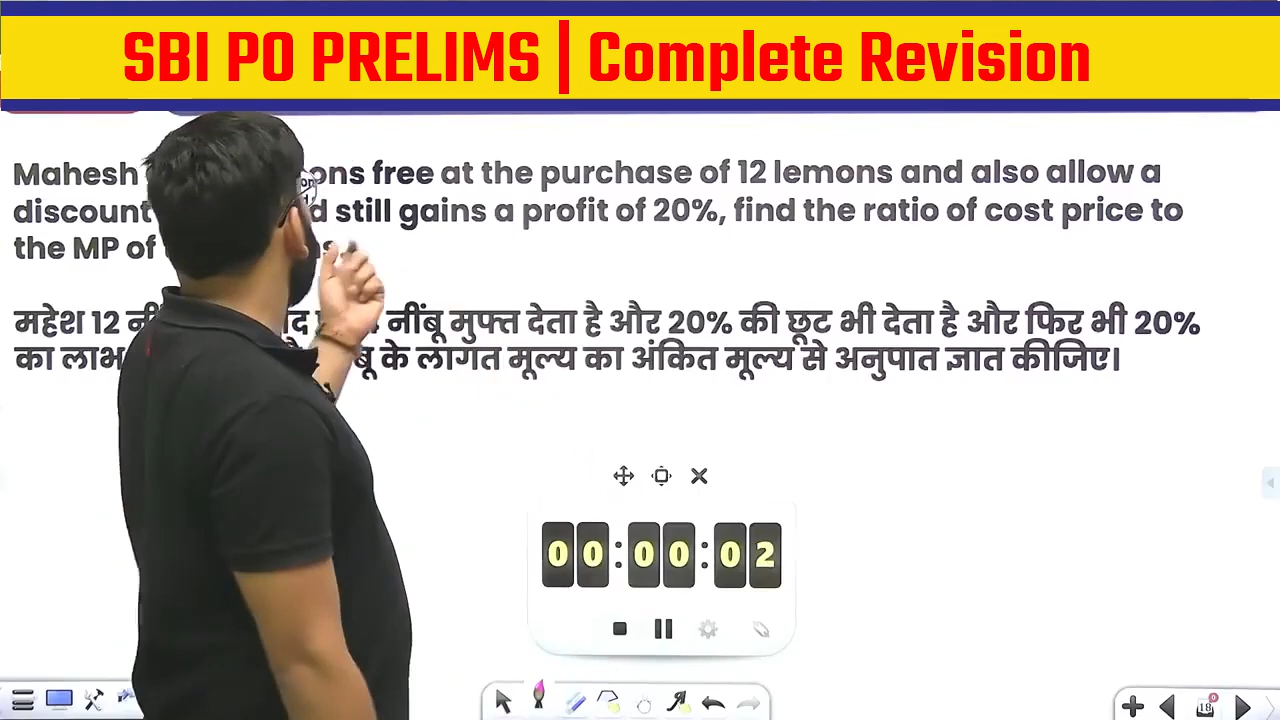 SBI PO PRELIMS | Complete Revision
Mahesh free at the purchase of 12 lemons and also allow a
discount still gains a profit of 20%, find the ratio of cost price to
the MP of
महेश 12 नींबू मुफ्त देता है और 20% की छूट भी देता है और फिर भी 20%
का लाभ के लागत मूल्य का अंकित मूल्य से अनुपात ज्ञात कीजिए।
00:00:02
18